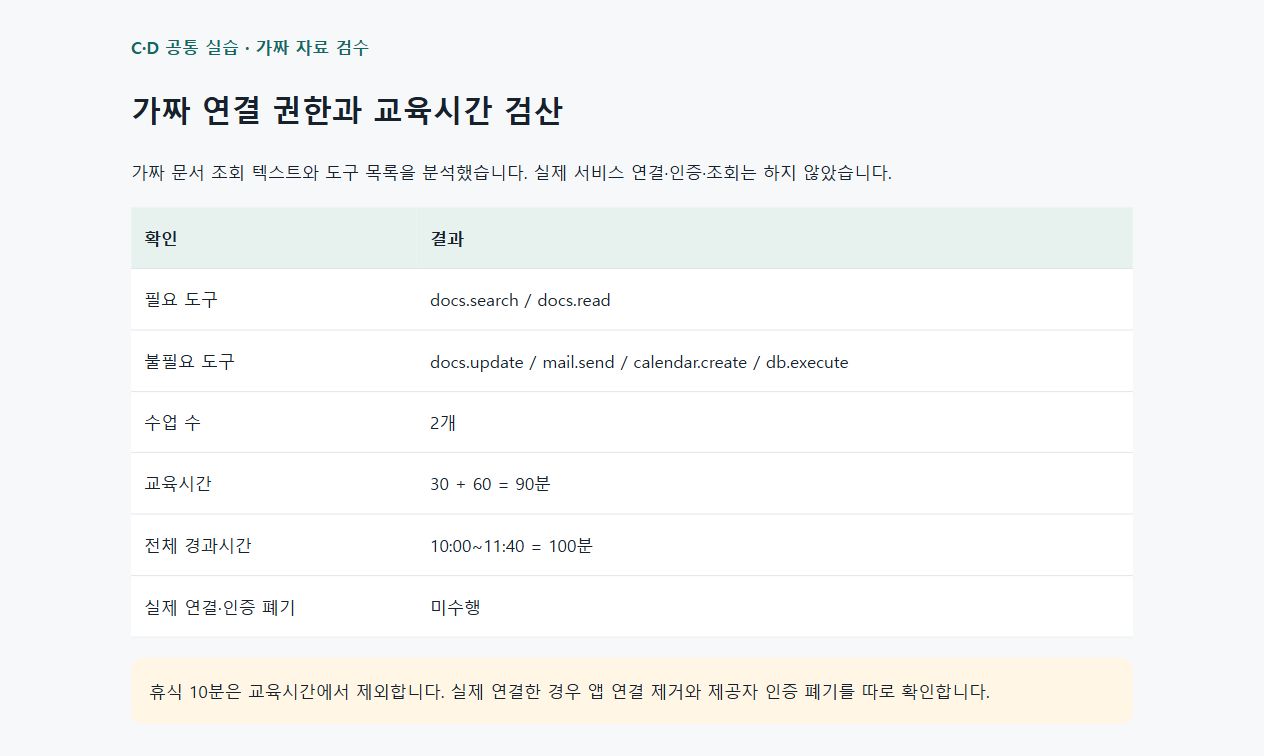 C·D 공통 실습 · 가짜 자료 검수
가짜 연결 권한과 교육시간 검산
가짜 문서 조회 텍스트와 도구 목록을 분석했습니다. 실제 서비스 연결·인증·조회는 하지 않았습니다.
확인 결과
필요 도구 docs.search / docs.read
불필요 도구 docs.update / mail.send / calendar.create / db.execute
수업 수 2개
교육시간 30 + 60 = 90분
전체 경과시간 10:00~11:40 = 100분
실제 연결·인증 폐기 미수행
휴식 10분은 교육시간에서 제외합니다. 실제 연결한 경우 앱 연결 제거와 제공자 인증 폐기를 따로 확인합니다.